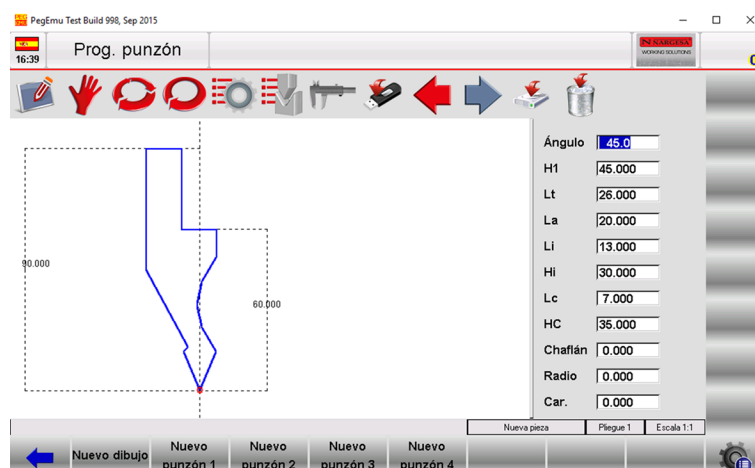 PegEmu Test Build 998, Sep 2015
16:39
Prog. punzón
NARGESA
WORKING SOLUTIONS
Ángulo 45.0
H1 45.000
Lt 26.000
La 20.000
Li 13.000
Hi 30.000
Lc 7.000
HC 35.000
Chaflán 0.000
Radio 0.000
Car. 0.000
90.000
60.000
Nueva pieza
Pliegue 1
Escala 1:1
Nuevo dibujo
Nuevo
punzón 1
Nuevo
punzón 2
Nuevo
punzón 3
Nuevo
punzón 4